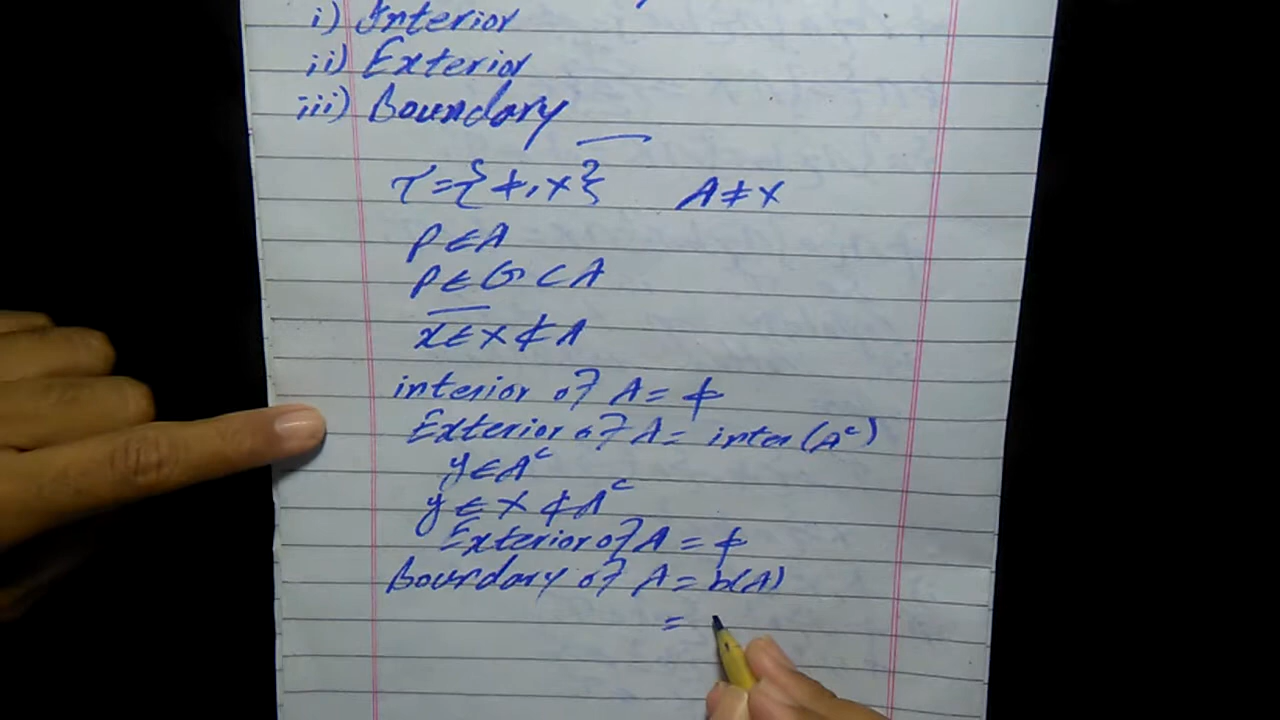 i) Interior
ii) Exterior
iii) Boundary
τ={ϕ,X} A≠X
p∈A
p∈G⊂A
x∈X⊄A
interior of A=ϕ
Exterior of A= inter(Aᶜ)
y∈Aᶜ
y∈X⊄Aᶜ
Exterior of A=ϕ
Boundary of A=b(A)
=